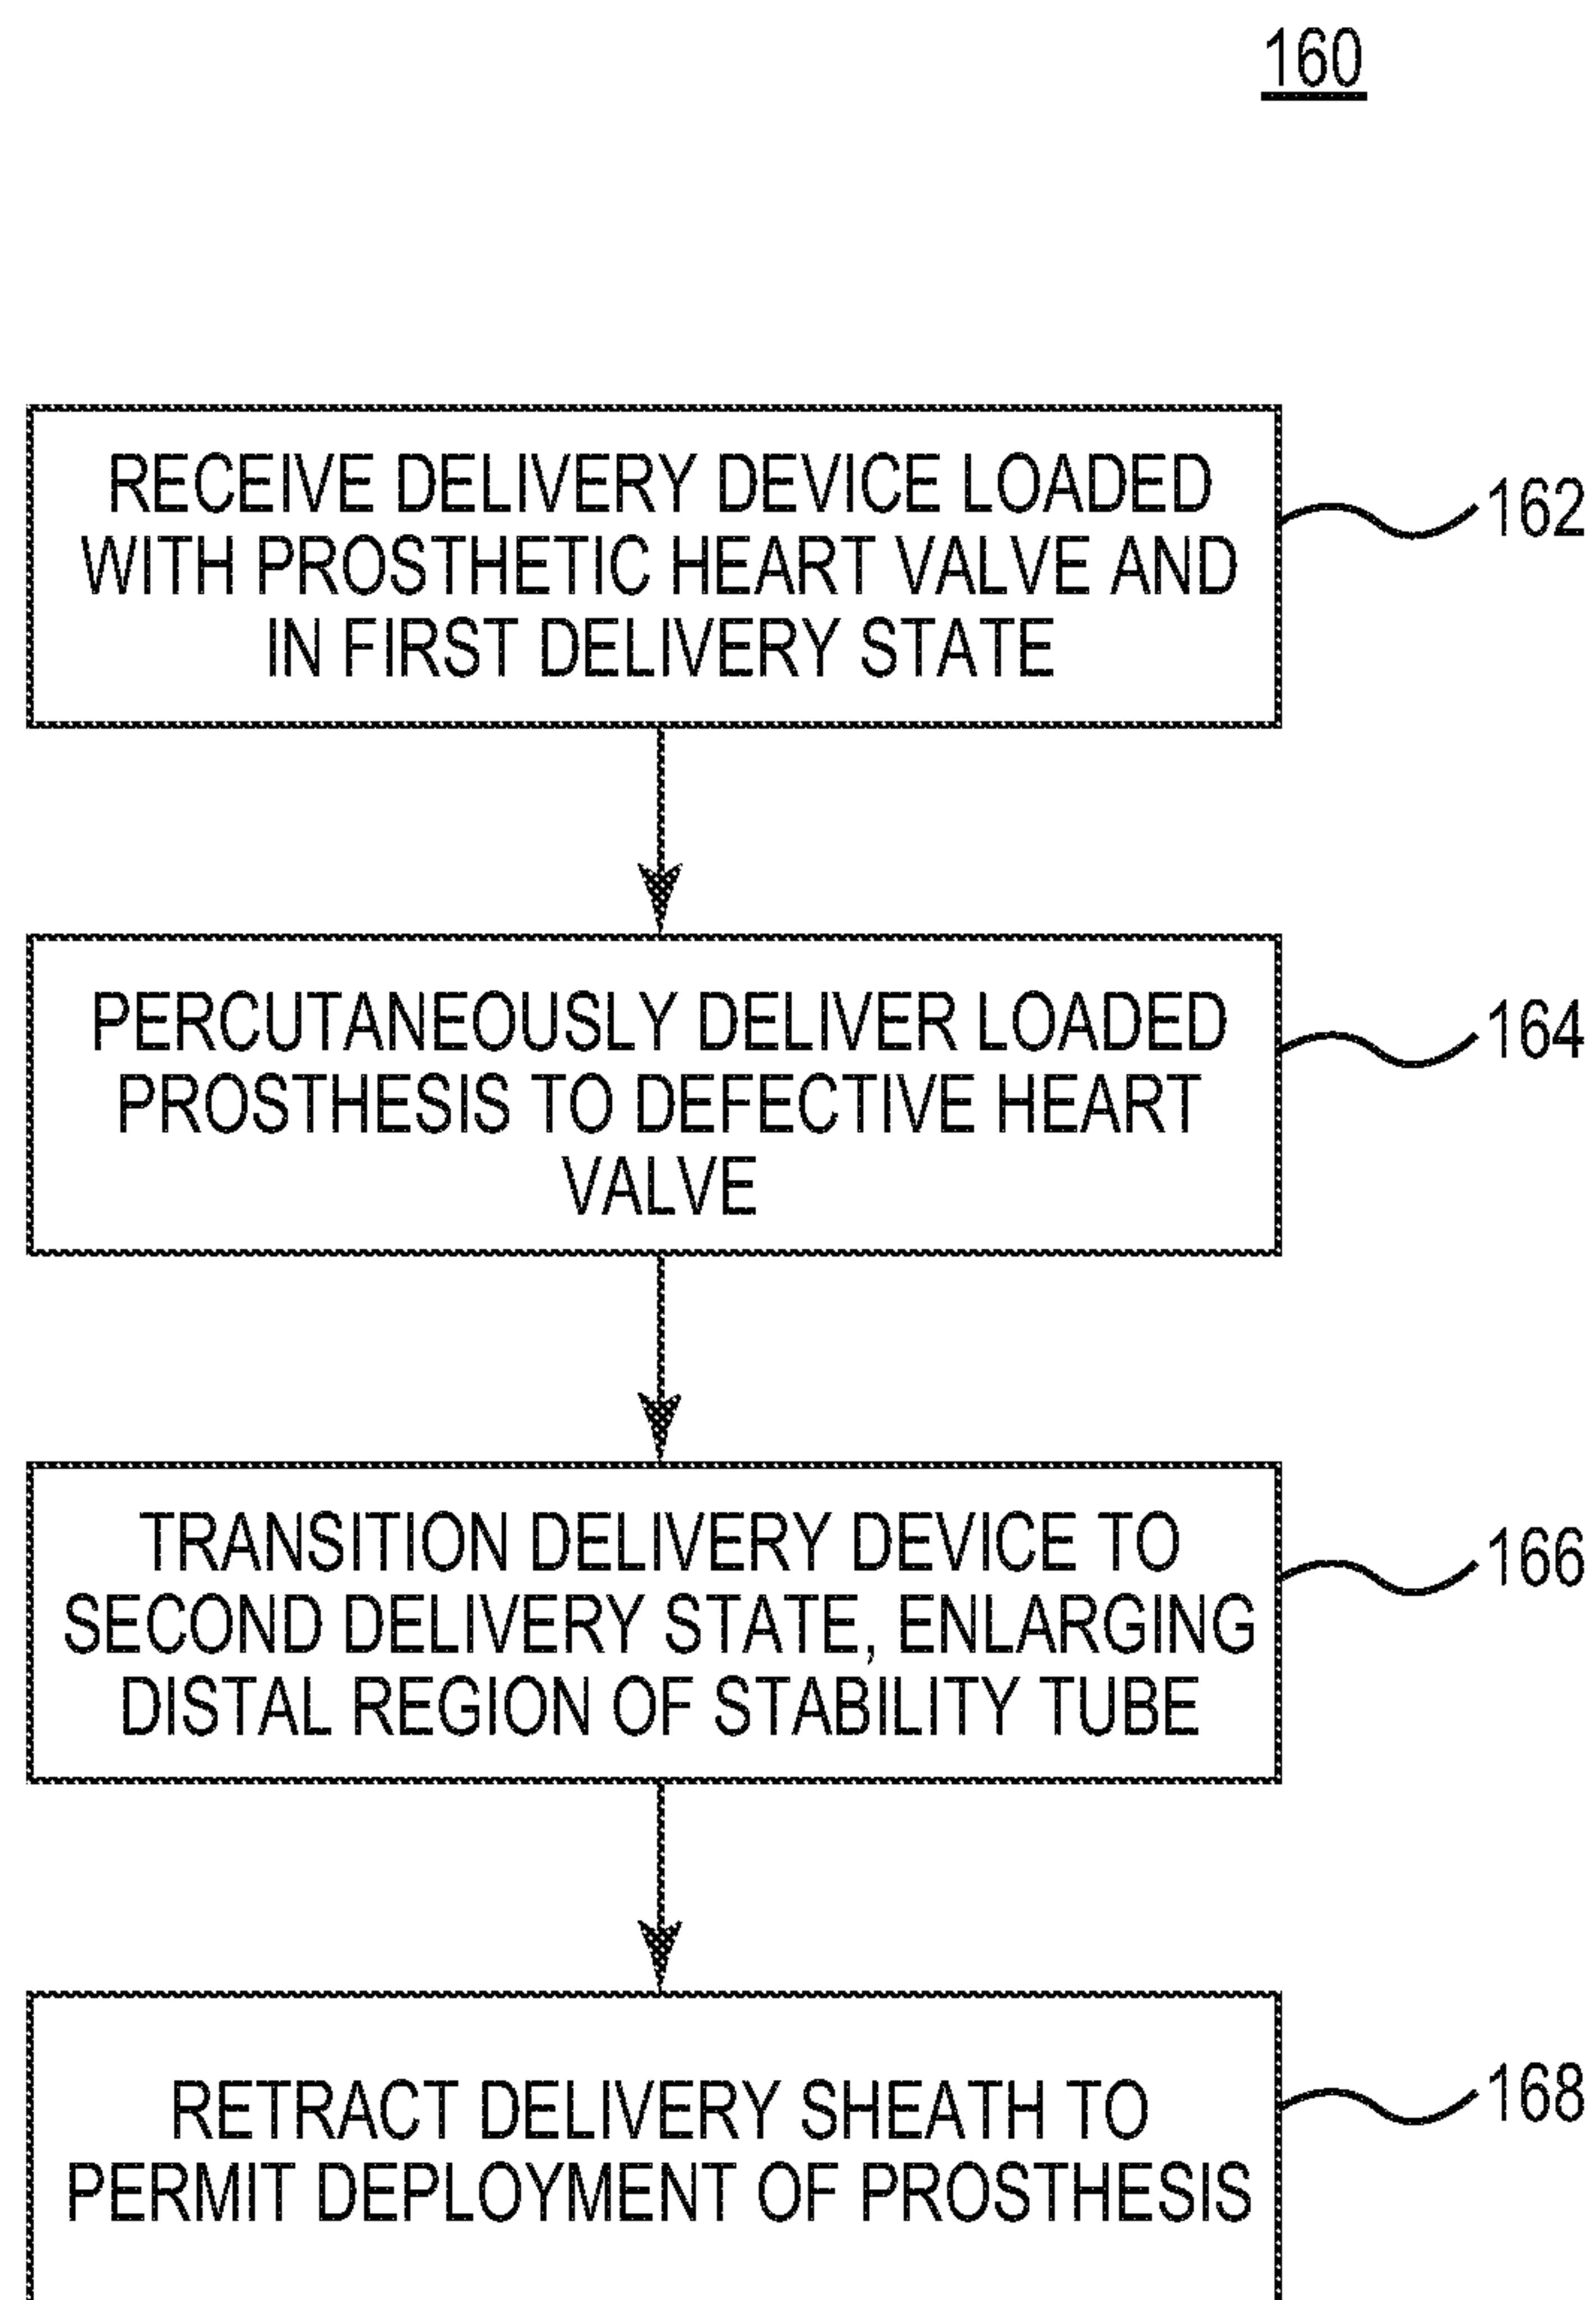 160
RECEIVE DELIVERY DEVICE LOADED
WITH PROSTHETIC HEART VALVE AND
IN FIRST DELIVERY STATE
162
PERCUTANEOUSLY DELIVER LOADED
PROSTHESIS TO DEFECTIVE HEART
VALVE
164
TRANSITION DELIVERY DEVICE TO
SECOND DELIVERY STATE, ENLARGING
DISTAL REGION OF STABILITY TUBE
166
RETRACT DELIVERY SHEATH TO
PERMIT DEPLOYMENT OF PROSTHESIS
168